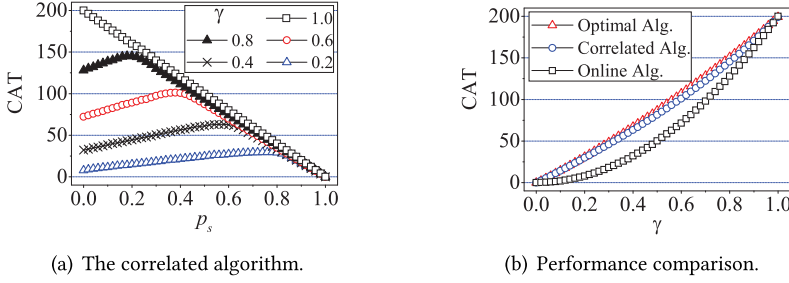 γ
1.0
0.8
0.6
0.4
0.2
CAT
200
150
100
50
0
0.0 0.2 0.4 0.6 0.8 1.0
p_s
(a) The correlated algorithm.
Optimal Alg.
Correlated Alg.
Online Alg.
CAT
200
150
100
50
0
0.0 0.2 0.4 0.6 0.8 1.0
γ
(b) Performance comparison.